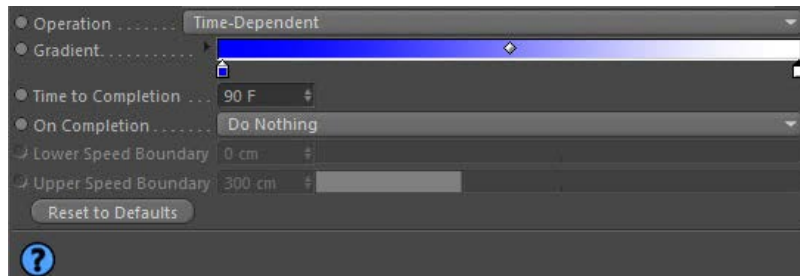 Operation . . . . . . . Time-Dependent
Gradient. . . . . . . . . . .
Time to Completion . . . 90 F
On Completion . . . . . . . Do Nothing
Lower Speed Boundary 0 cm
Upper Speed Boundary 300 cm
Reset to Defaults
?